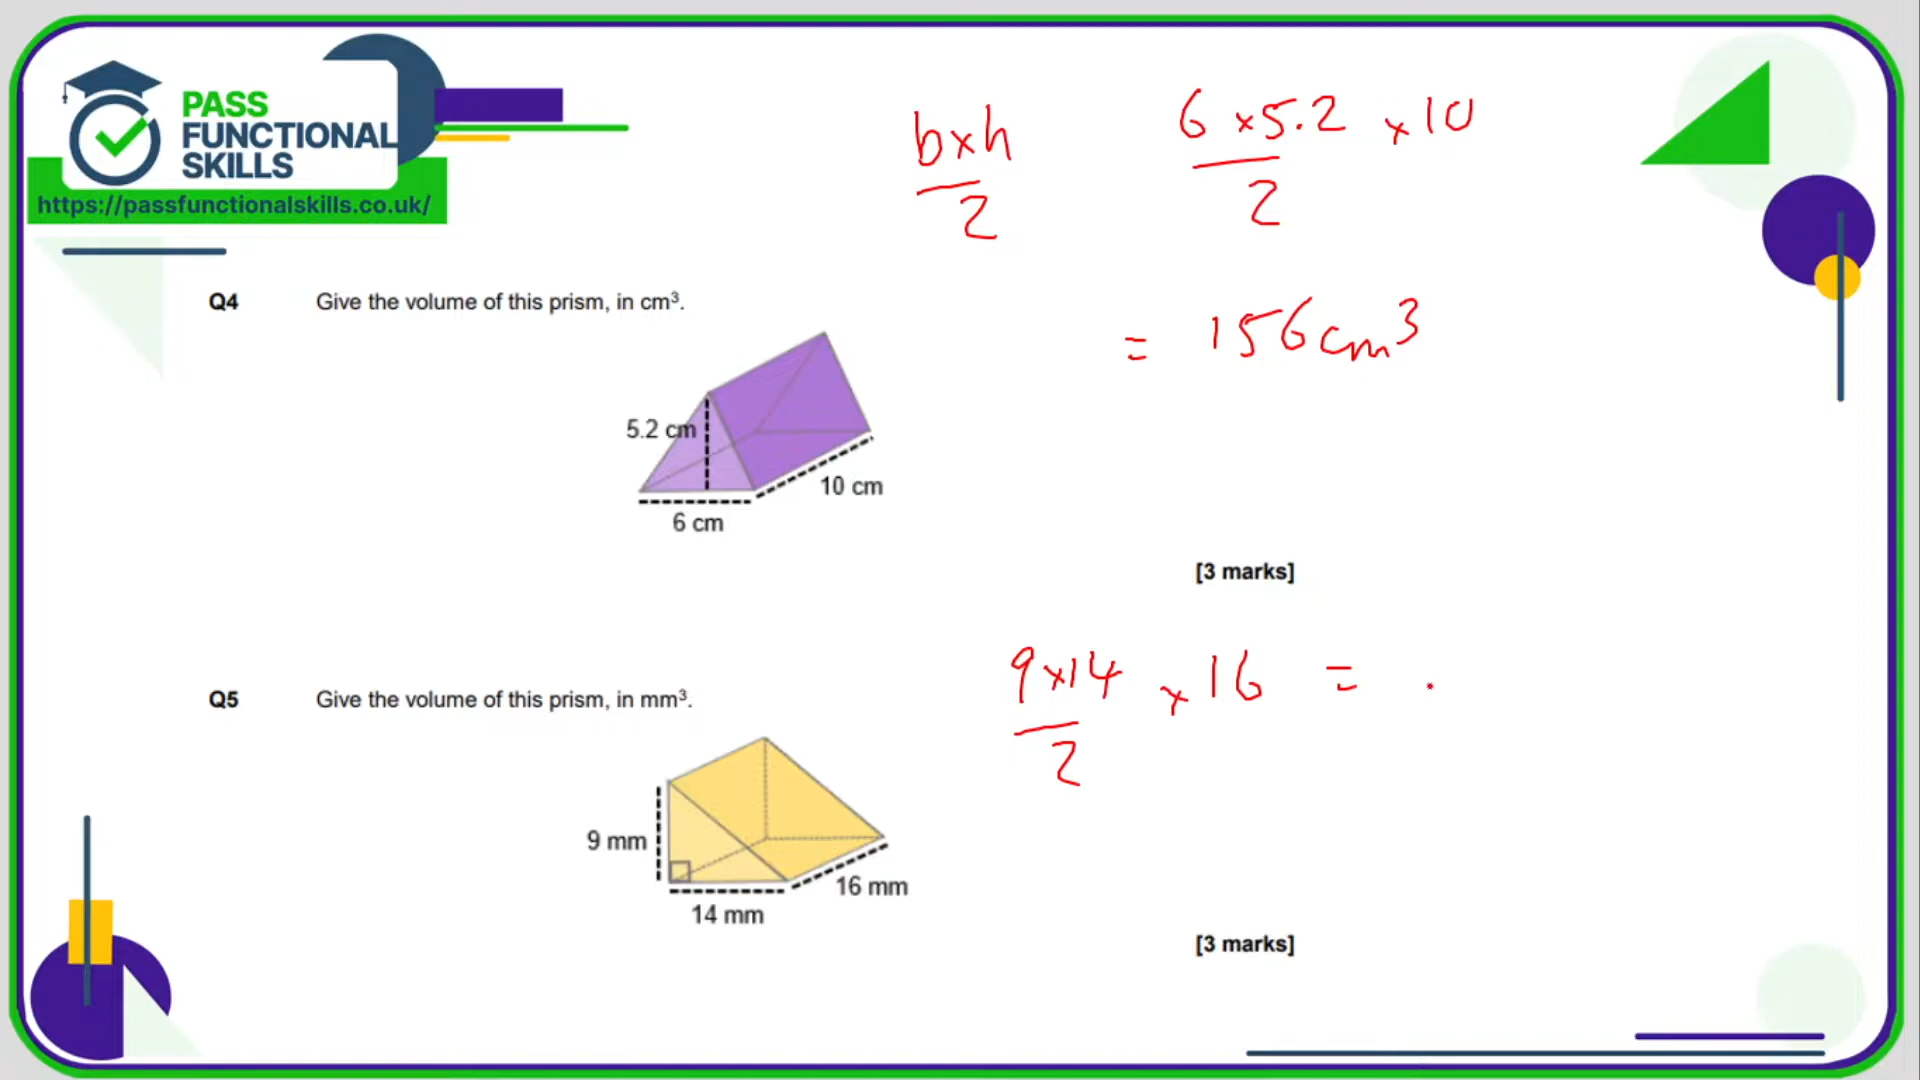 PASS
FUNCTIONAL
SKILLS
https://passfunctionalskills.co.uk/
b×h
2
6×5.2 ×10
2
= 156cm³
Q4 Give the volume of this prism, in cm³.
5.2 cm
10 cm
6 cm
[3 marks]
9×14 × 16 = .
2
Q5 Give the volume of this prism, in mm³.
9 mm
16 mm
14 mm
[3 marks]